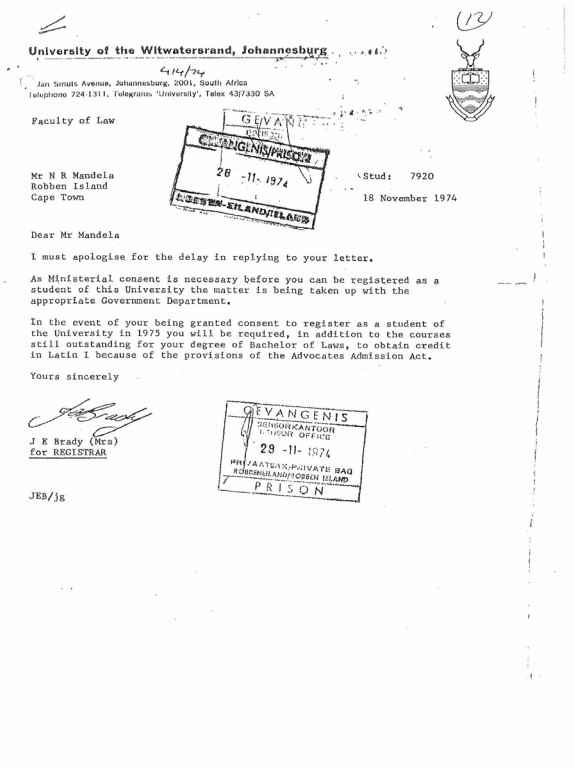 (12)
University of the Witwatersrand, Johannesburg
414/74
Jan Smuts Avenue, Johannesburg, 2001, South Africa
Telephone 724-1311, Telegrams 'University', Telex 43/7330 SA
Faculty of Law
GEVANG
GEVANGENIS/PRISON
28 -11- 1974
ROBBEN-EILAND/ISLAND
Mr N R Mandela
Robben Island
Cape Town
Stud: 7920
18 November 1974
Dear Mr Mandela
I must apologise for the delay in replying to your letter.
As Ministerial consent is necessary before you can be registered as a
student of this University the matter is being taken up with the
appropriate Government Department.
In the event of your being granted consent to register as a student of
the University in 1975 you will be required, in addition to the courses
still outstanding for your degree of Bachelor of Laws, to obtain credit
in Latin I because of the provisions of the Advocates Admission Act.
Yours sincerely
JEBrady
J E Brady (Mrs)
for REGISTRAR
GEVANGENIS
SENSORKANTOOR
CENSOR OFFICE
29 -11- 1974
PRIVAATSAK/PRIVATE BAG
ROBBENEILAND/ROBBEN ISLAND
PRISON
JEB/jg